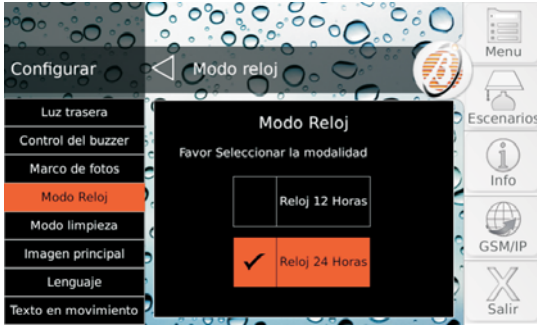 Configurar
Modo reloj
Luz trasera
Control del buzzer
Marco de fotos
Modo Reloj
Modo limpieza
Imagen principal
Lenguaje
Texto en movimiento
Modo Reloj
Favor Seleccionar la modalidad
Reloj 12 Horas
Reloj 24 Horas
B
Menu
Escenarios
Info
GSM/IP
Salir